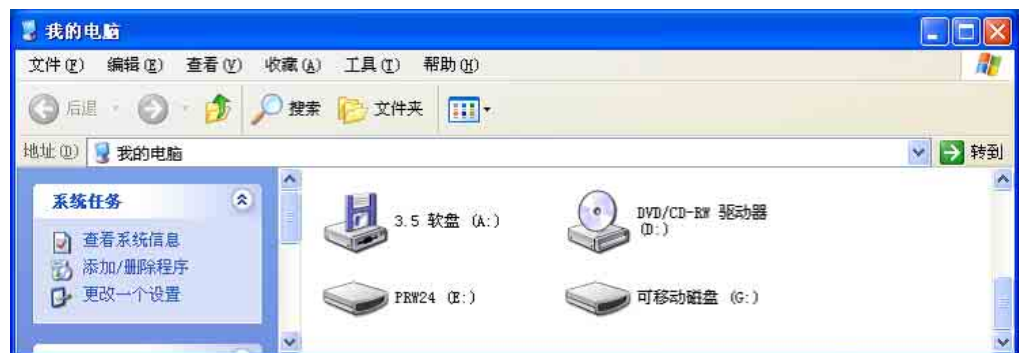 我的电脑
文件(F) 编辑(E) 查看(V) 收藏(A) 工具(T) 帮助(H)
后退 搜索 文件夹
地址(D) 我的电脑 转到
系统任务
查看系统信息
添加/删除程序
更改一个设置
3.5 软盘 (A:)
DVD/CD-RW 驱动器
(D:)
PRW24 (E:)
可移动磁盘 (G:)